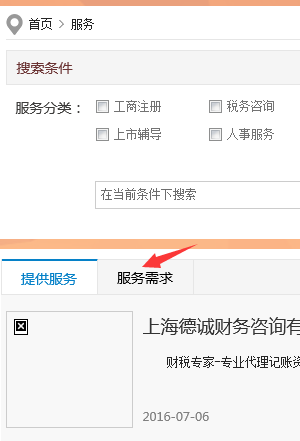 首页 > 服务
搜索条件
服务分类： 工商注册 税务咨询
上市辅导 人事服务
在当前条件下搜索
提供服务 服务需求
上海德诚财务咨询有
财税专家-专业代理记账资
2016-07-06